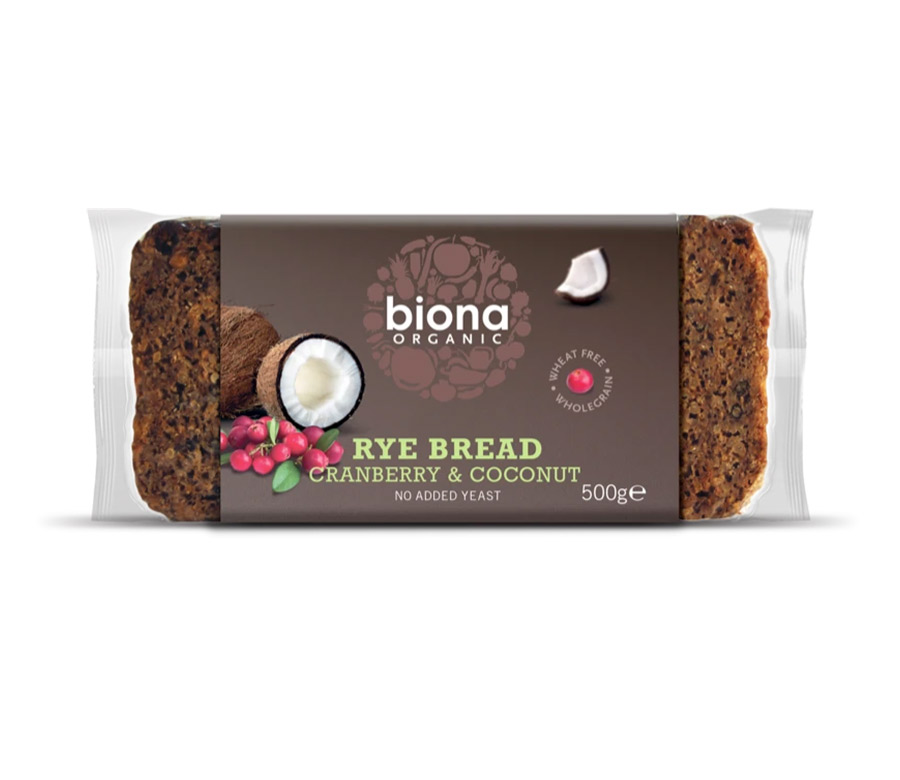 biona
ORGANIC
• WHEAT FREE •
WHOLEGRAIN
RYE BREAD
CRANBERRY & COCONUT
NO ADDED YEAST
500g℮